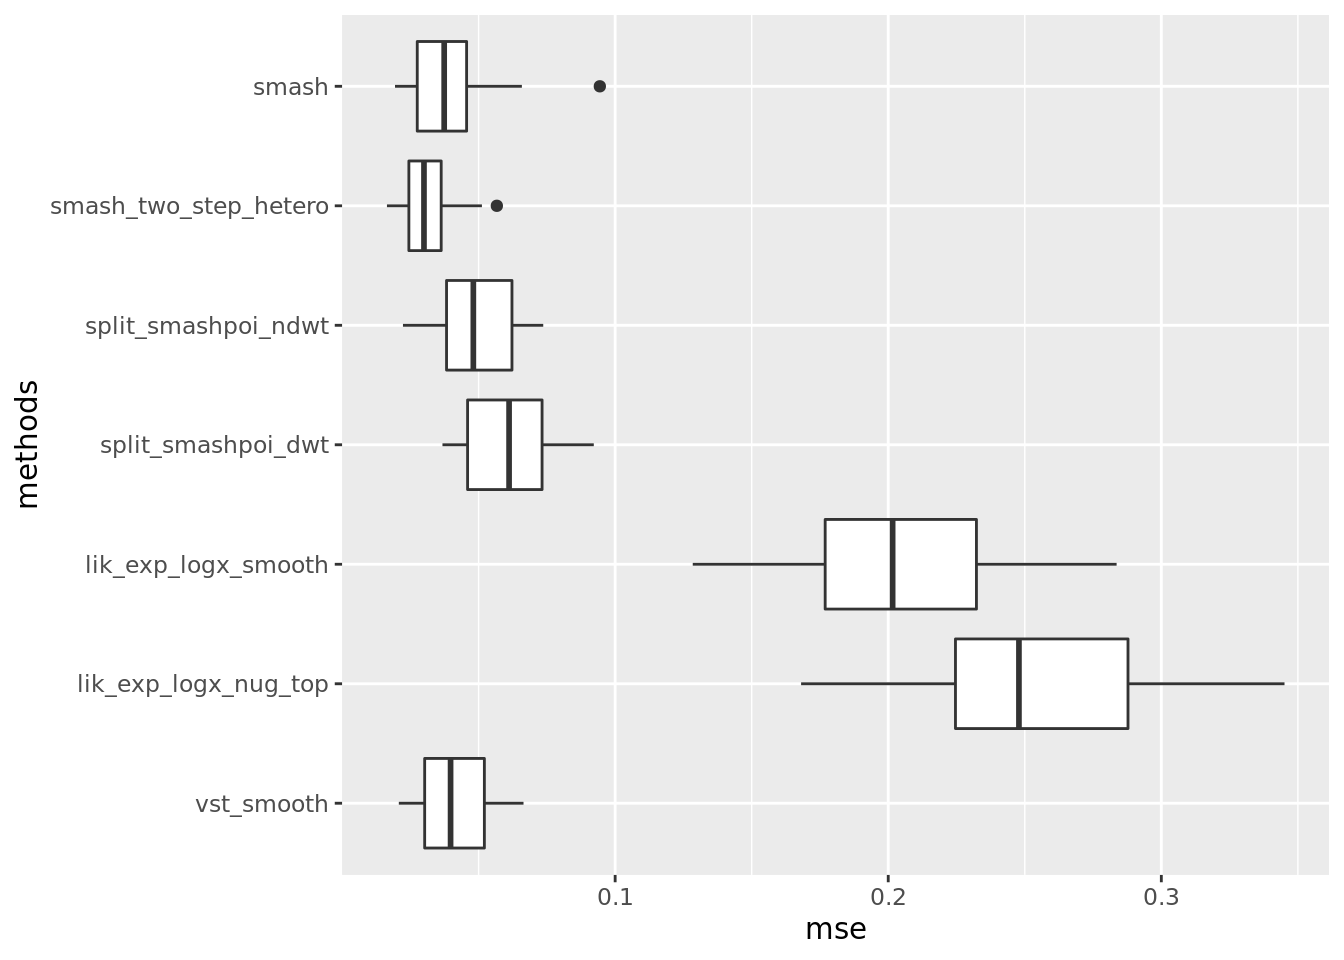 smash
smash_two_step_hetero
split_smashpoi_ndwt
split_smashpoi_dwt
lik_exp_logx_smooth
lik_exp_logx_nug_top
vst_smooth
methods
0.1 0.2 0.3
mse